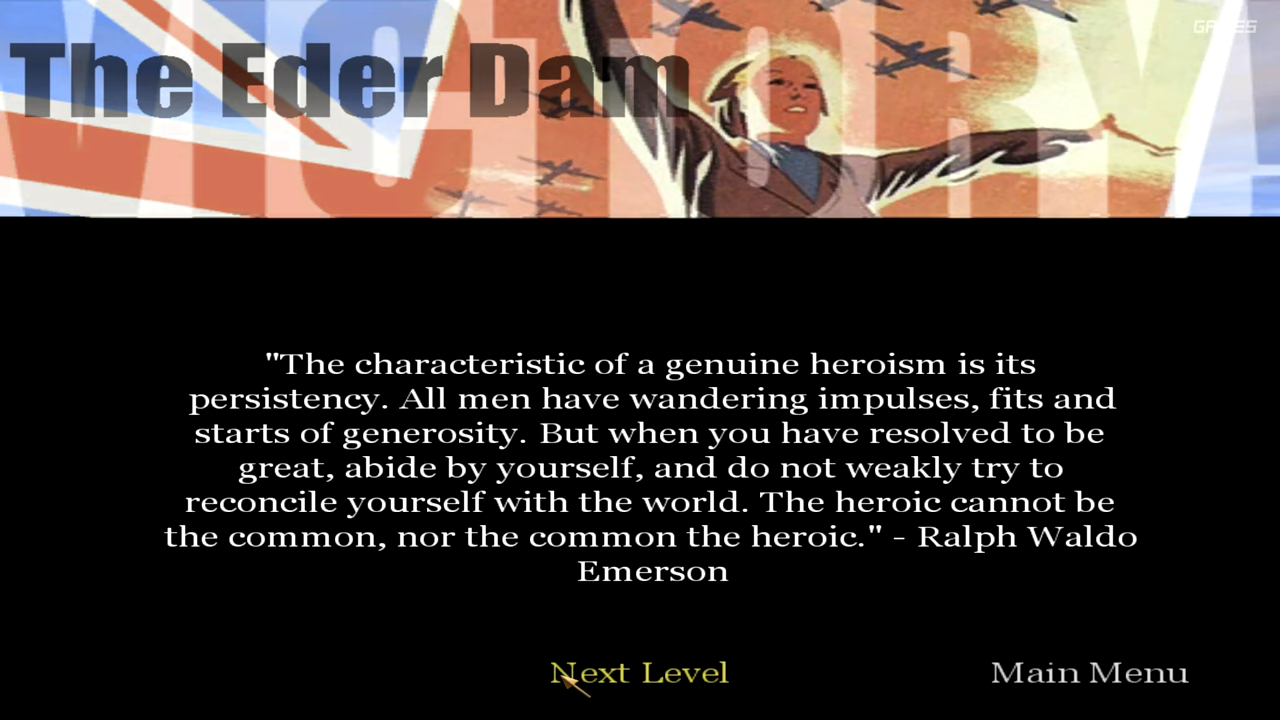 GAMES
VICTORY
The Eder Dam
"The characteristic of a genuine heroism is its
persistency. All men have wandering impulses, fits and
starts of generosity. But when you have resolved to be
great, abide by yourself, and do not weakly try to
reconcile yourself with the world. The heroic cannot be
the common, nor the common the heroic." - Ralph Waldo
Emerson
Next Level
Main Menu